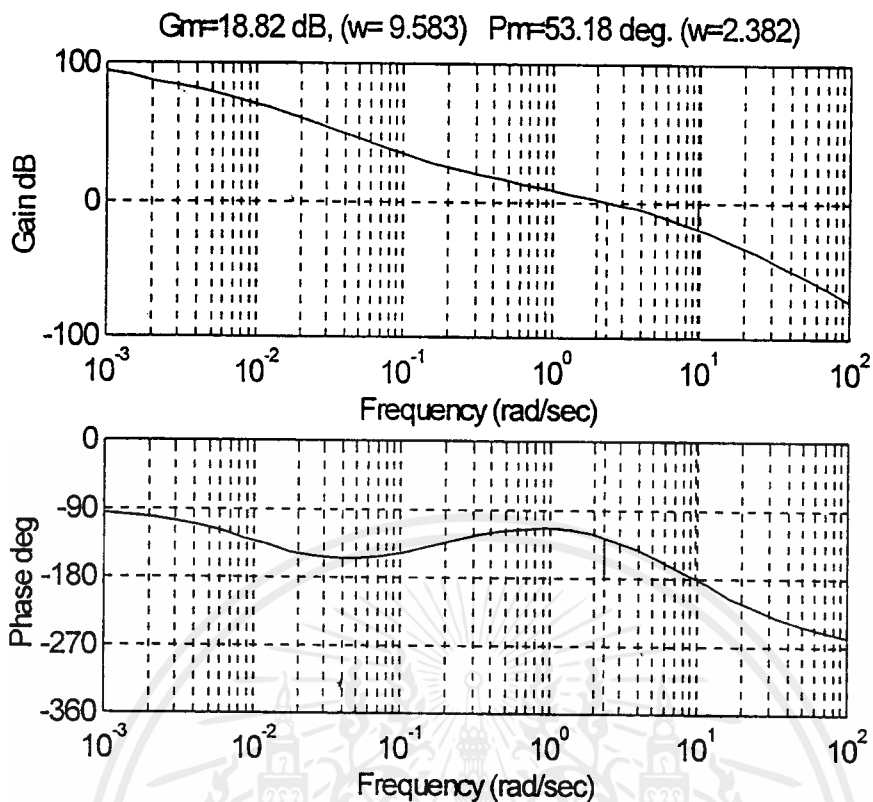 Gm=18.82 dB, (w= 9.583) Pm=53.18 deg. (w=2.382)
100
0
-100
Gain dB
10^-3 10^-2 10^-1 10^0 10^1 10^2
Frequency (rad/sec)
0
-90
-180
-270
-360
Phase deg
10^-3 10^-2 10^-1 10^0 10^1 10^2
Frequency (rad/sec)